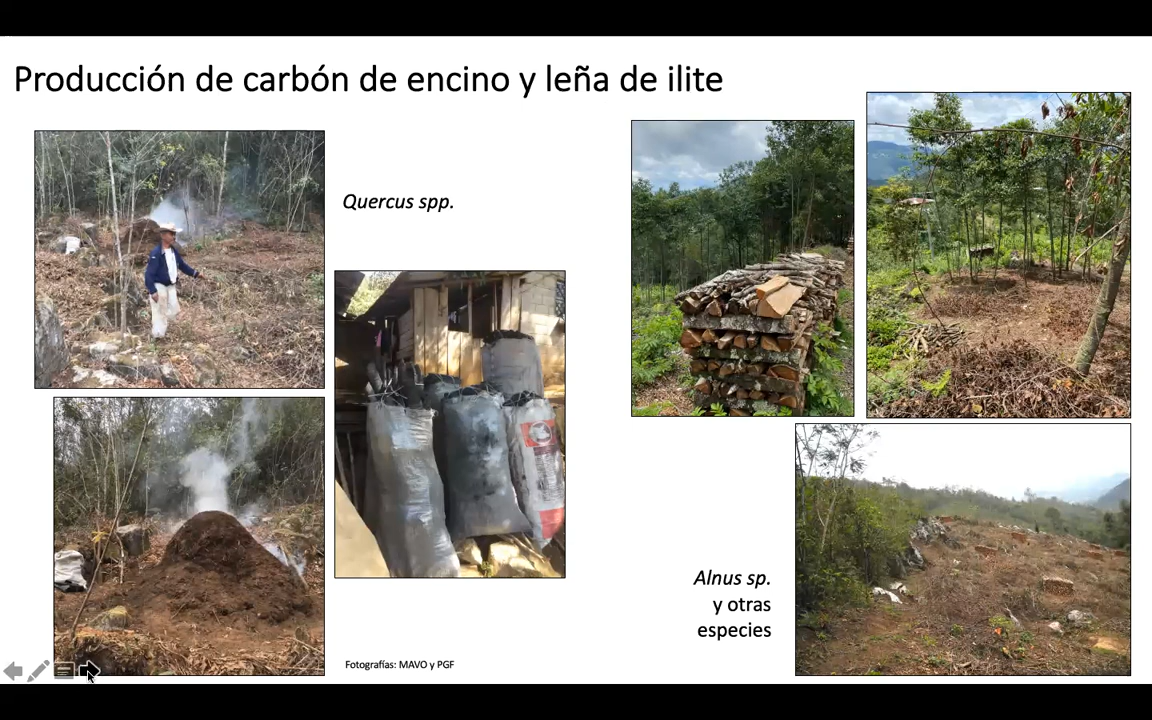 Producción de carbón de encino y leña de ilite
Quercus spp.
Alnus sp.
y otras
especies
Fotografías: MAVO y PGF